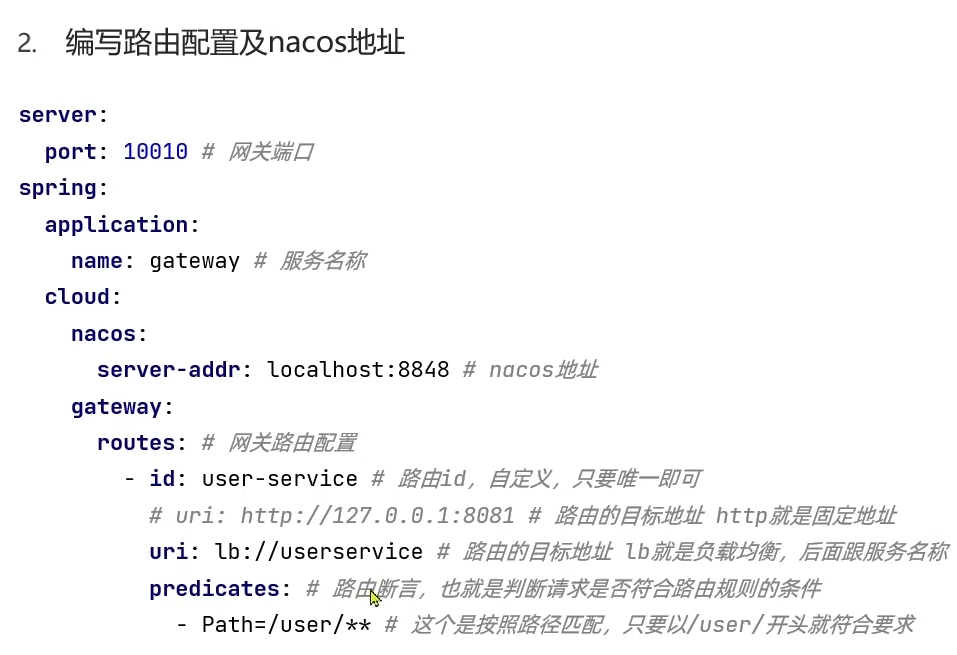 2. 编写路由配置及nacos地址
server:
  port: 10010 # 网关端口
spring:
  application:
    name: gateway # 服务名称
  cloud:
    nacos:
      server-addr: localhost:8848 # nacos地址
    gateway:
      routes: # 网关路由配置
        - id: user-service # 路由id，自定义，只要唯一即可
          # uri: http://127.0.0.1:8081 # 路由的目标地址 http就是固定地址
          uri: lb://userservice # 路由的目标地址 lb就是负载均衡，后面跟服务名称
          predicates: # 路由断言，也就是判断请求是否符合路由规则的条件
            - Path=/user/** # 这个是按照路径匹配，只要以/user/开头就符合要求